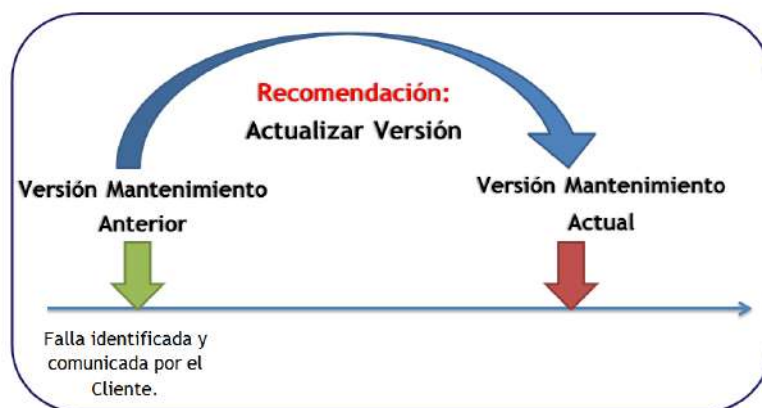 Recomendación:
Actualizar Versión
Versión Mantenimiento
Anterior
Versión Mantenimiento
Actual
Falla identificada y
comunicada por el
Cliente.